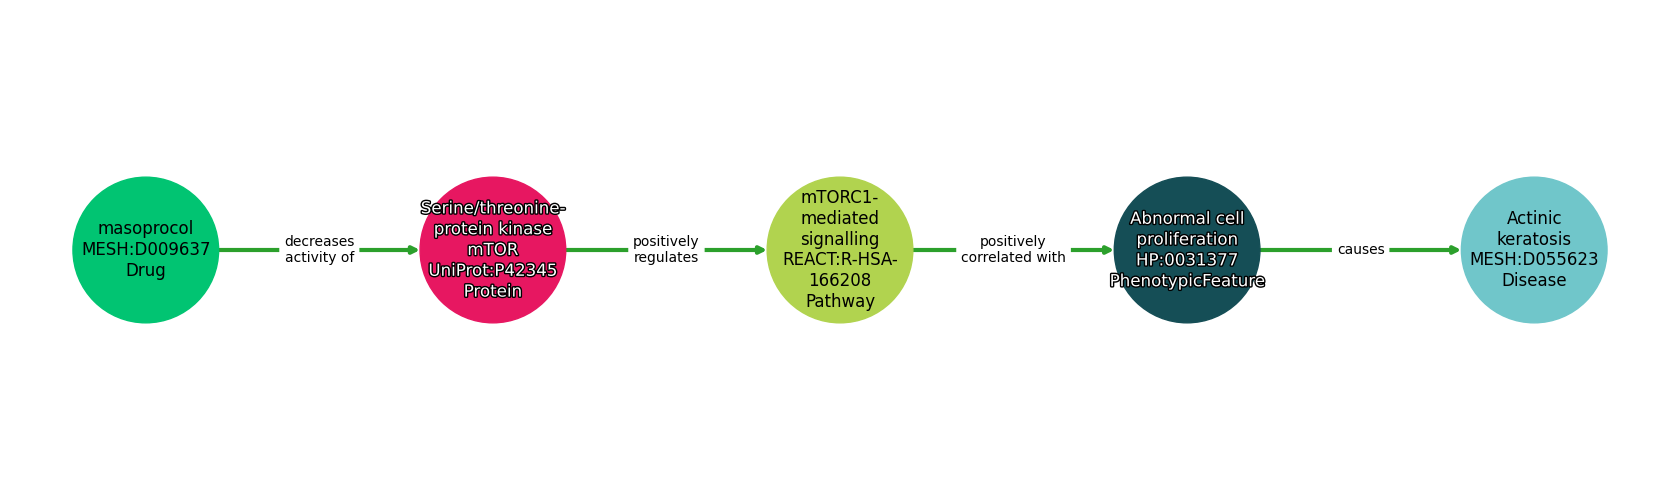 masoprocol
MESH:D009637
Drug
decreases
activity of
Serine/threonine-
protein kinase
mTOR
UniProt:P42345
Protein
positively
regulates
mTORC1-
mediated
signalling
REACT:R-HSA-
166208
Pathway
positively
correlated with
Abnormal cell
proliferation
HP:0031377
PhenotypicFeature
causes
Actinic
keratosis
MESH:D055623
Disease